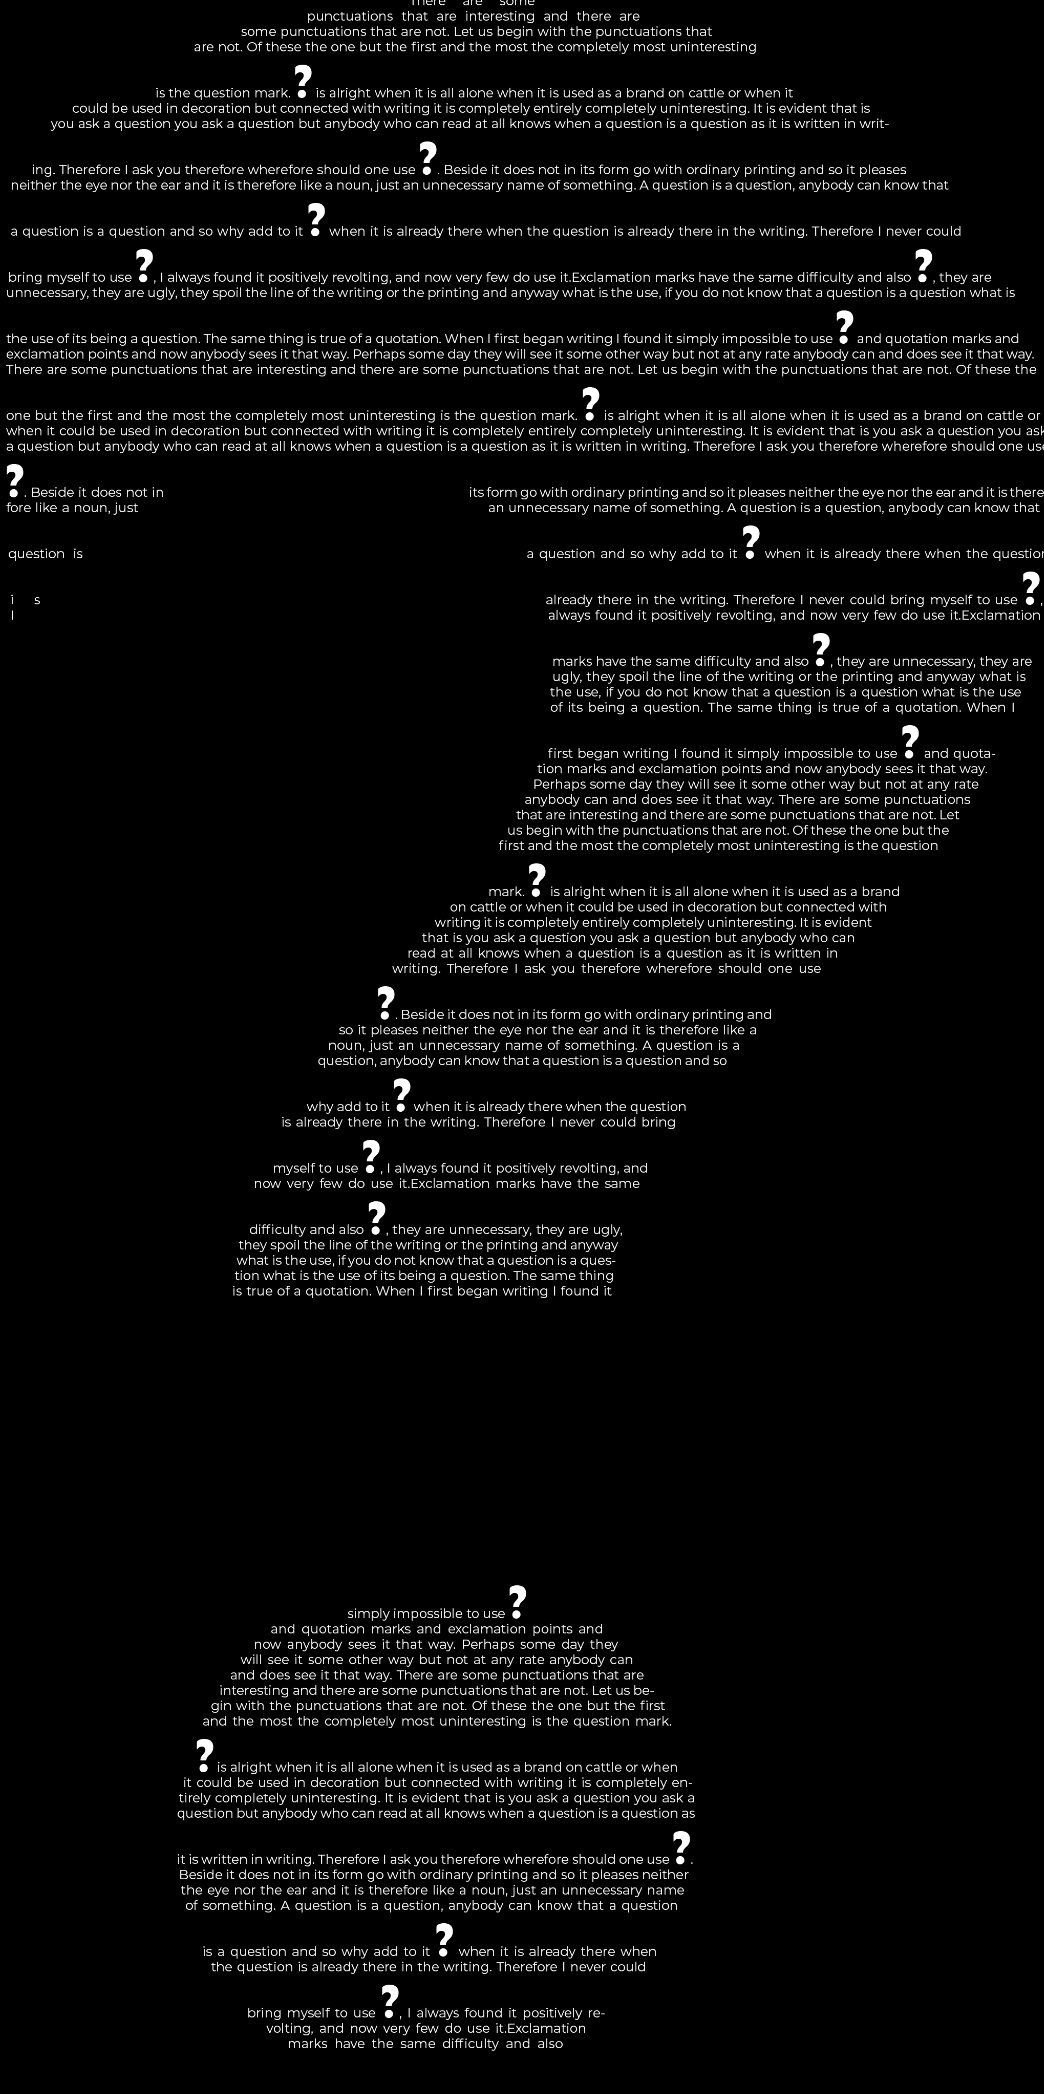 There are some
punctuations that are interesting and there are
some punctuations that are not. Let us begin with the punctuations that
are not. Of these the one but the first and the most the completely most uninteresting
is the question mark. ? is alright when it is all alone when it is used as a brand on cattle or when it
could be used in decoration but connected with writing it is completely entirely completely uninteresting. It is evident that is
you ask a question you ask a question but anybody who can read at all knows when a question is a question as it is written in writ-
ing. Therefore I ask you therefore wherefore should one use ?. Beside it does not in its form go with ordinary printing and so it pleases
neither the eye nor the ear and it is therefore like a noun, just an unnecessary name of something. A question is a question, anybody can know that
a question is a question and so why add to it ? when it is already there when the question is already there in the writing. Therefore I never could
bring myself to use ?, I always found it positively revolting, and now very few do use it.Exclamation marks have the same difficulty and also ?, they are
unnecessary, they are ugly, they spoil the line of the writing or the printing and anyway what is the use, if you do not know that a question is a question what is
the use of its being a question. The same thing is true of a quotation. When I first began writing I found it simply impossible to use ? and quotation marks and
exclamation points and now anybody sees it that way. Perhaps some day they will see it some other way but not at any rate anybody can and does see it that way.
There are some punctuations that are interesting and there are some punctuations that are not. Let us begin with the punctuations that are not. Of these the
one but the first and the most the completely most uninteresting is the question mark. ? is alright when it is all alone when it is used as a brand on cattle or
when it could be used in decoration but connected with writing it is completely entirely completely uninteresting. It is evident that is you ask a question you ask
a question but anybody who can read at all knows when a question is a question as it is written in writing. Therefore I ask you therefore wherefore should one use
?. Beside it does not in its form go with ordinary printing and so it pleases neither the eye nor the ear and it is there
fore like a noun, just an unnecessary name of something. A question is a question, anybody can know that
question is a question and so why add to it ? when it is already there when the question
i s already there in the writing. Therefore I never could bring myself to use ?,
I always found it positively revolting, and now very few do use it.Exclamation
marks have the same difficulty and also ?, they are unnecessary, they are
ugly, they spoil the line of the writing or the printing and anyway what is
the use, if you do not know that a question is a question what is the use
of its being a question. The same thing is true of a quotation. When I
first began writing I found it simply impossible to use ? and quota-
tion marks and exclamation points and now anybody sees it that way.
Perhaps some day they will see it some other way but not at any rate
anybody can and does see it that way. There are some punctuations
that are interesting and there are some punctuations that are not. Let
us begin with the punctuations that are not. Of these the one but the
first and the most the completely most uninteresting is the question
mark. ? is alright when it is all alone when it is used as a brand
on cattle or when it could be used in decoration but connected with
writing it is completely entirely completely uninteresting. It is evident
that is you ask a question you ask a question but anybody who can
read at all knows when a question is a question as it is written in
writing. Therefore I ask you therefore wherefore should one use
?. Beside it does not in its form go with ordinary printing and
so it pleases neither the eye nor the ear and it is therefore like a
noun, just an unnecessary name of something. A question is a
question, anybody can know that a question is a question and so
why add to it ? when it is already there when the question
is already there in the writing. Therefore I never could bring
myself to use ?, I always found it positively revolting, and
now very few do use it.Exclamation marks have the same
difficulty and also ?, they are unnecessary, they are ugly,
they spoil the line of the writing or the printing and anyway
what is the use, if you do not know that a question is a ques-
tion what is the use of its being a question. The same thing
is true of a quotation. When I first began writing I found it
simply impossible to use ?
and quotation marks and exclamation points and
now anybody sees it that way. Perhaps some day they
will see it some other way but not at any rate anybody can
and does see it that way. There are some punctuations that are
interesting and there are some punctuations that are not. Let us be-
gin with the punctuations that are not. Of these the one but the first
and the most the completely most uninteresting is the question mark.
? is alright when it is all alone when it is used as a brand on cattle or when
it could be used in decoration but connected with writing it is completely en-
tirely completely uninteresting. It is evident that is you ask a question you ask a
question but anybody who can read at all knows when a question is a question as
it is written in writing. Therefore I ask you therefore wherefore should one use ?.
Beside it does not in its form go with ordinary printing and so it pleases neither
the eye nor the ear and it is therefore like a noun, just an unnecessary name
of something. A question is a question, anybody can know that a question
is a question and so why add to it ? when it is already there when
the question is already there in the writing. Therefore I never could
bring myself to use ?, I always found it positively re-
volting, and now very few do use it.Exclamation
marks have the same difficulty and also